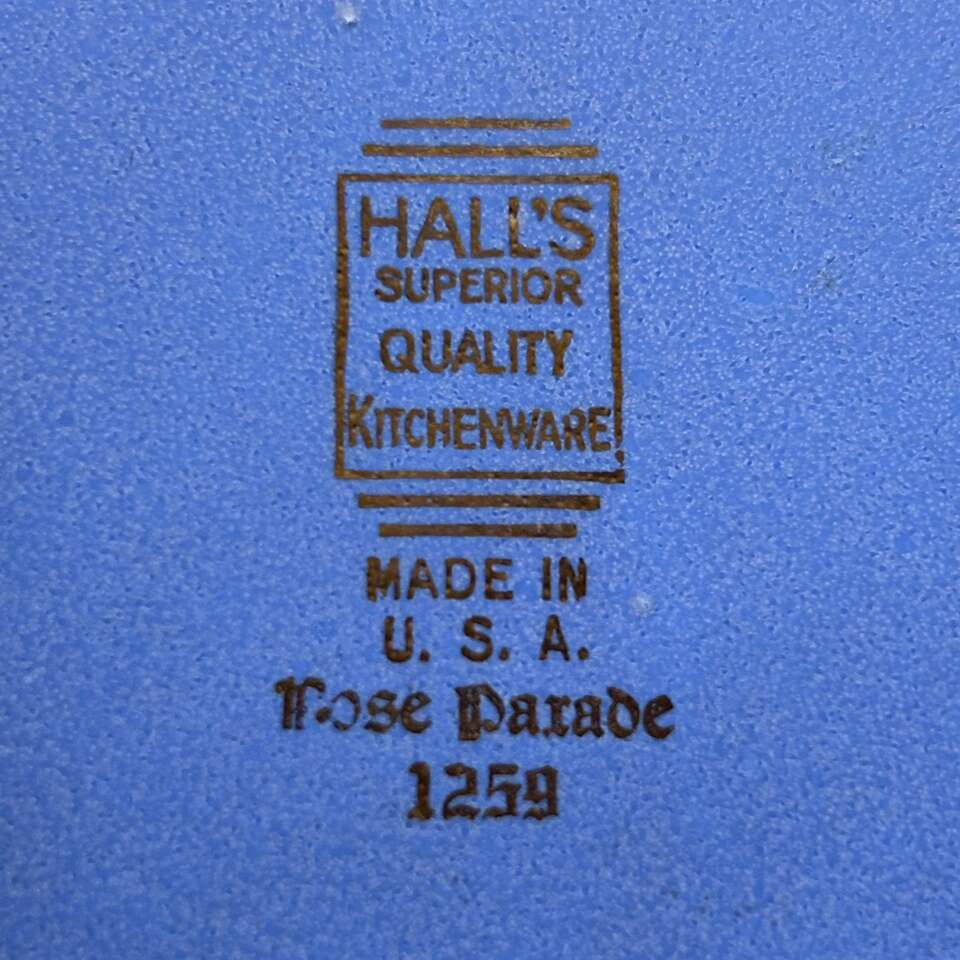 HALL'S
SUPERIOR
QUALITY
KITCHENWARE!
MADE IN
U. S. A.
Rose Parade
1259